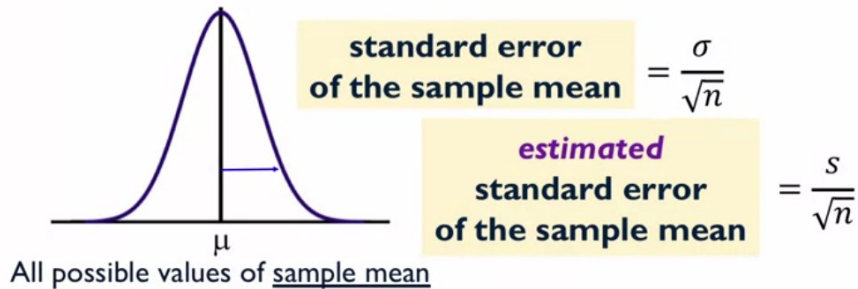 standard error
of the sample mean
= σ/√n
estimated
standard error
of the sample mean
= s/√n
μ
All possible values of sample mean